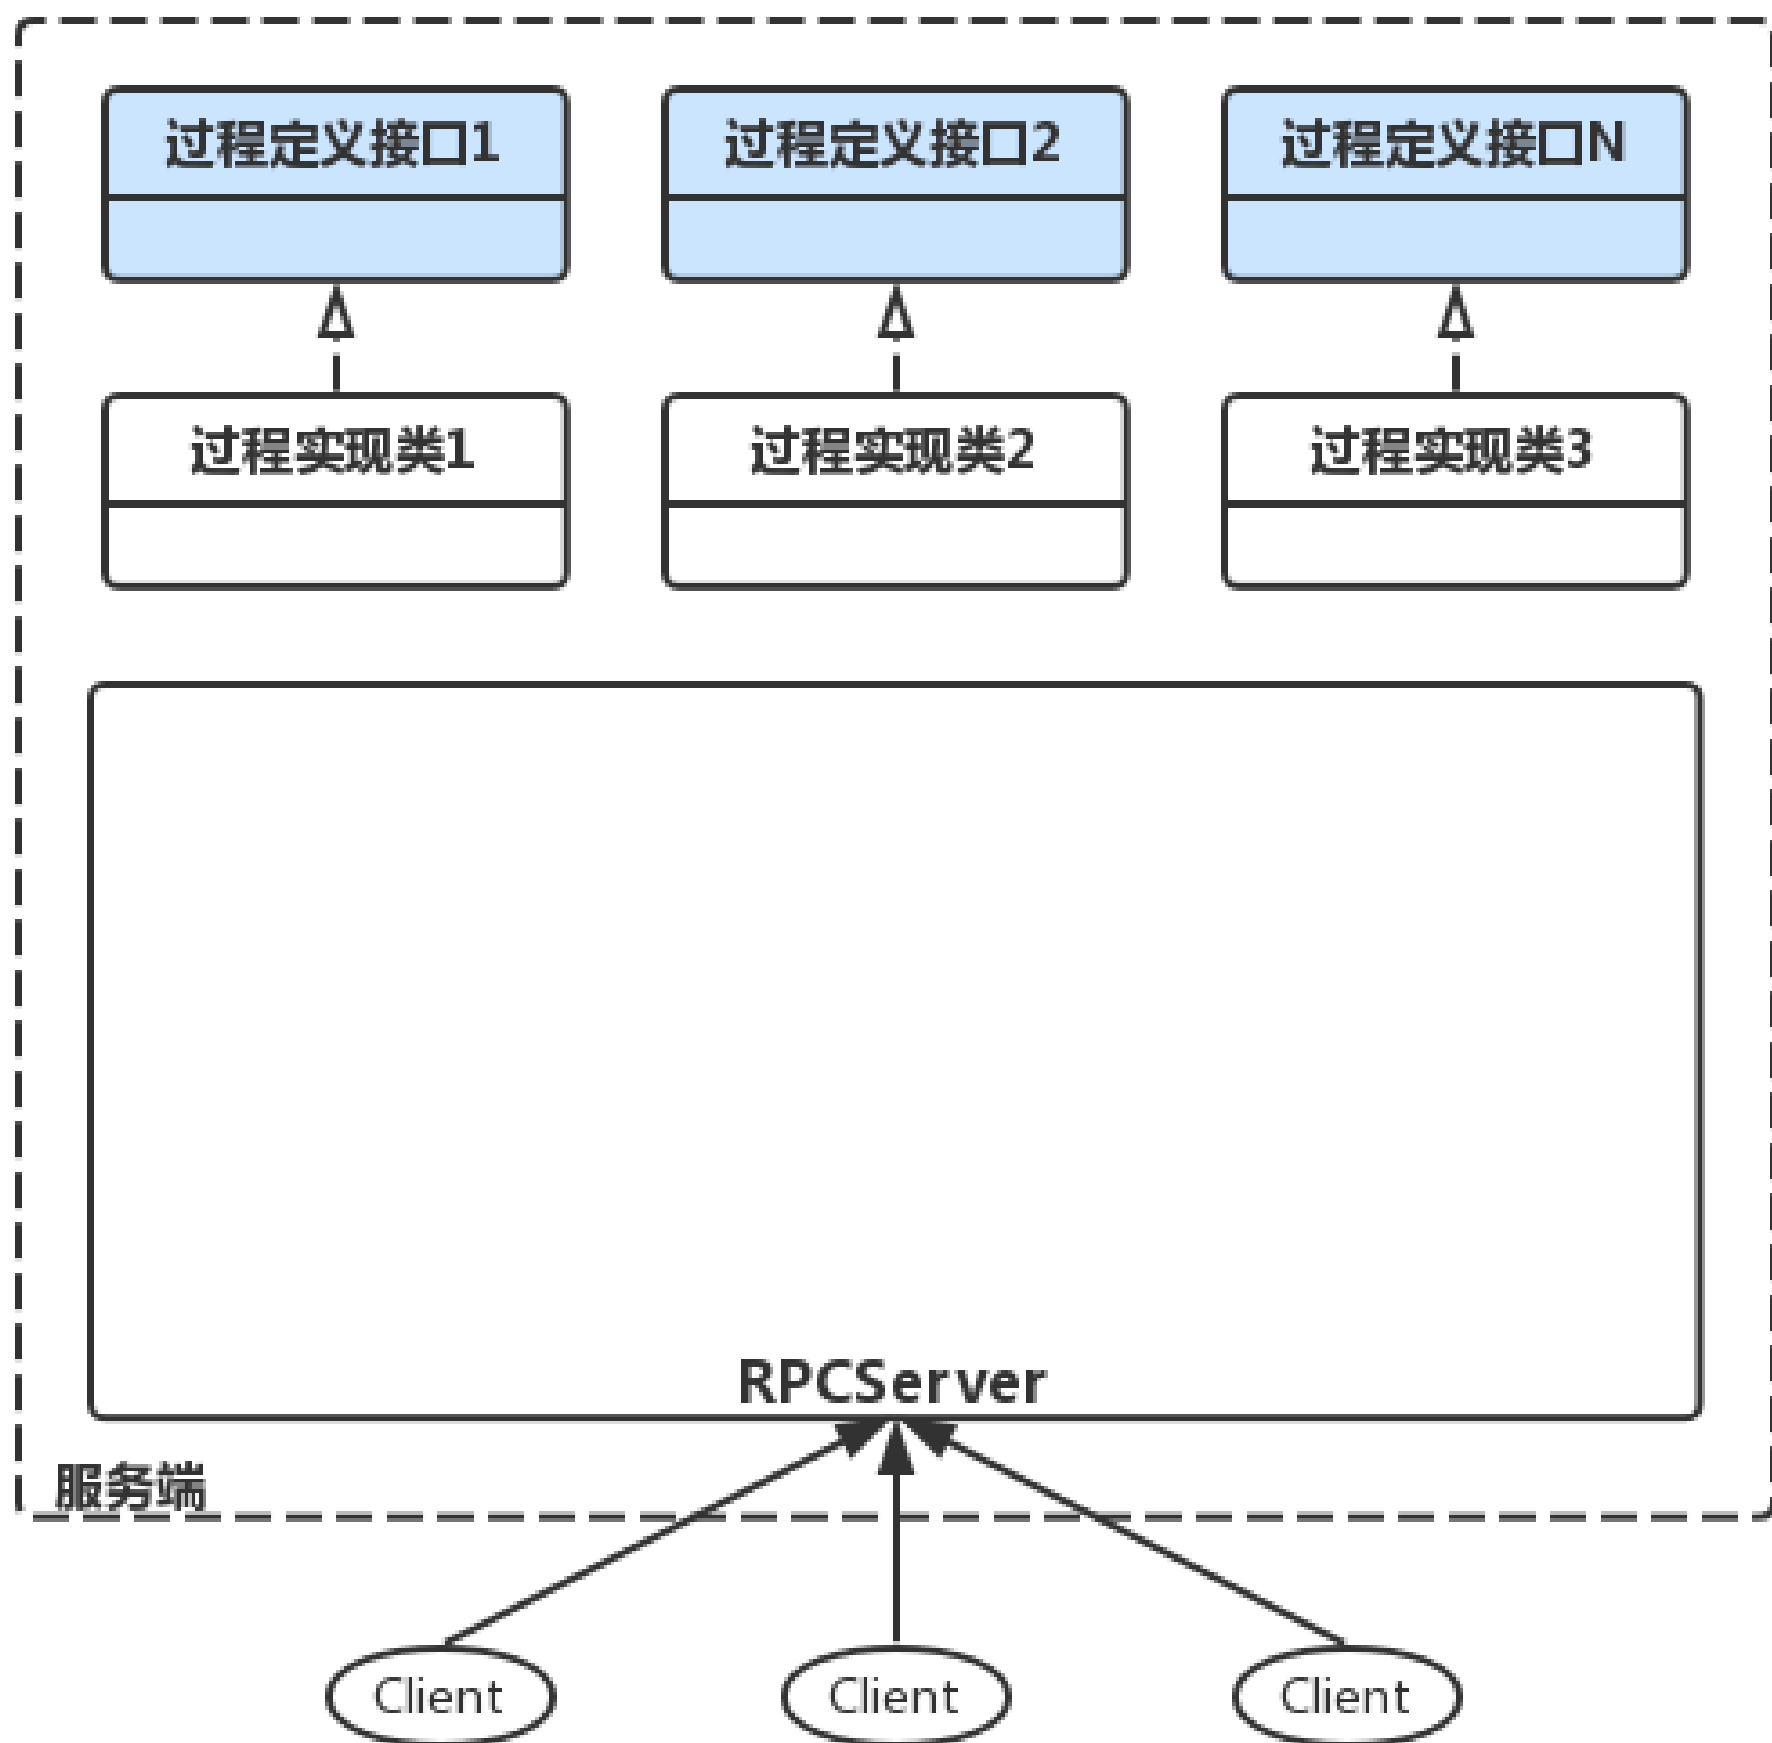 过程定义接口1
过程定义接口2
过程定义接口N
过程实现类1
过程实现类2
过程实现类3
RPCServer
服务端
Client
Client
Client